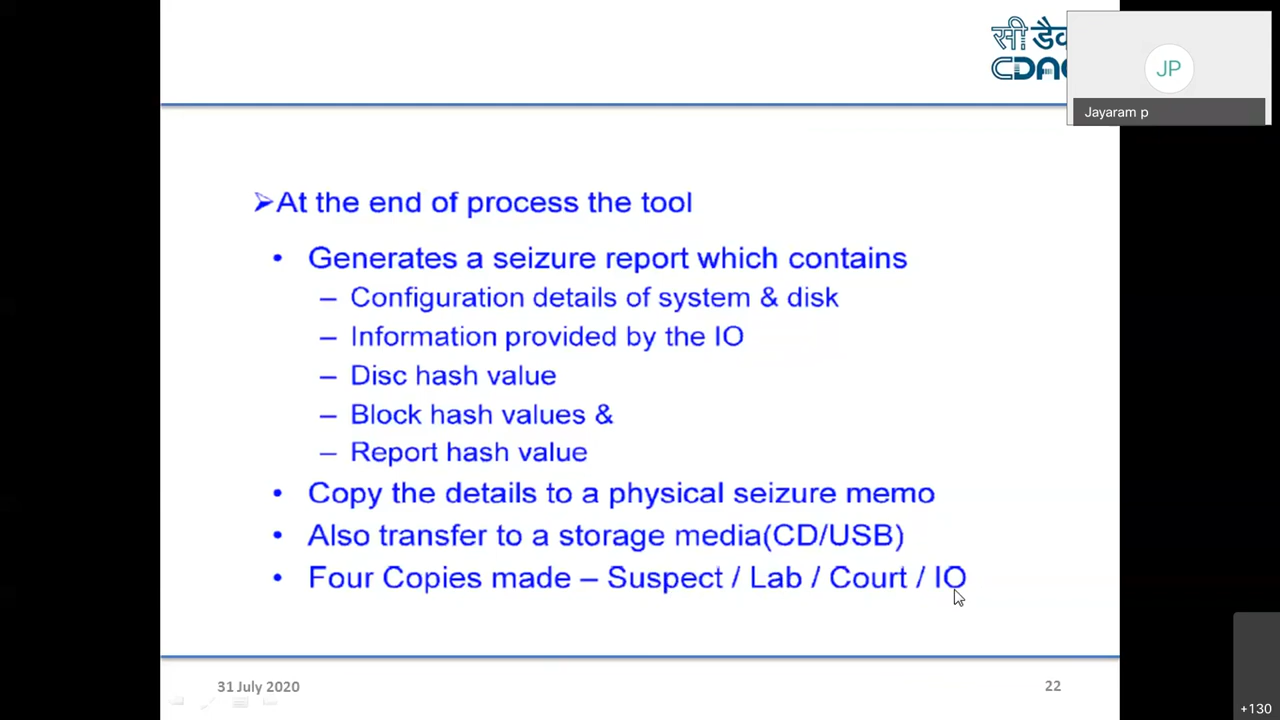 सी डैक
CDAC
JP
Jayaram p
➢At the end of process the tool
• Generates a seizure report which contains
– Configuration details of system & disk
– Information provided by the IO
– Disc hash value
– Block hash values &
– Report hash value
• Copy the details to a physical seizure memo
• Also transfer to a storage media(CD/USB)
• Four Copies made – Suspect / Lab / Court / IO
31 July 2020
22
+130